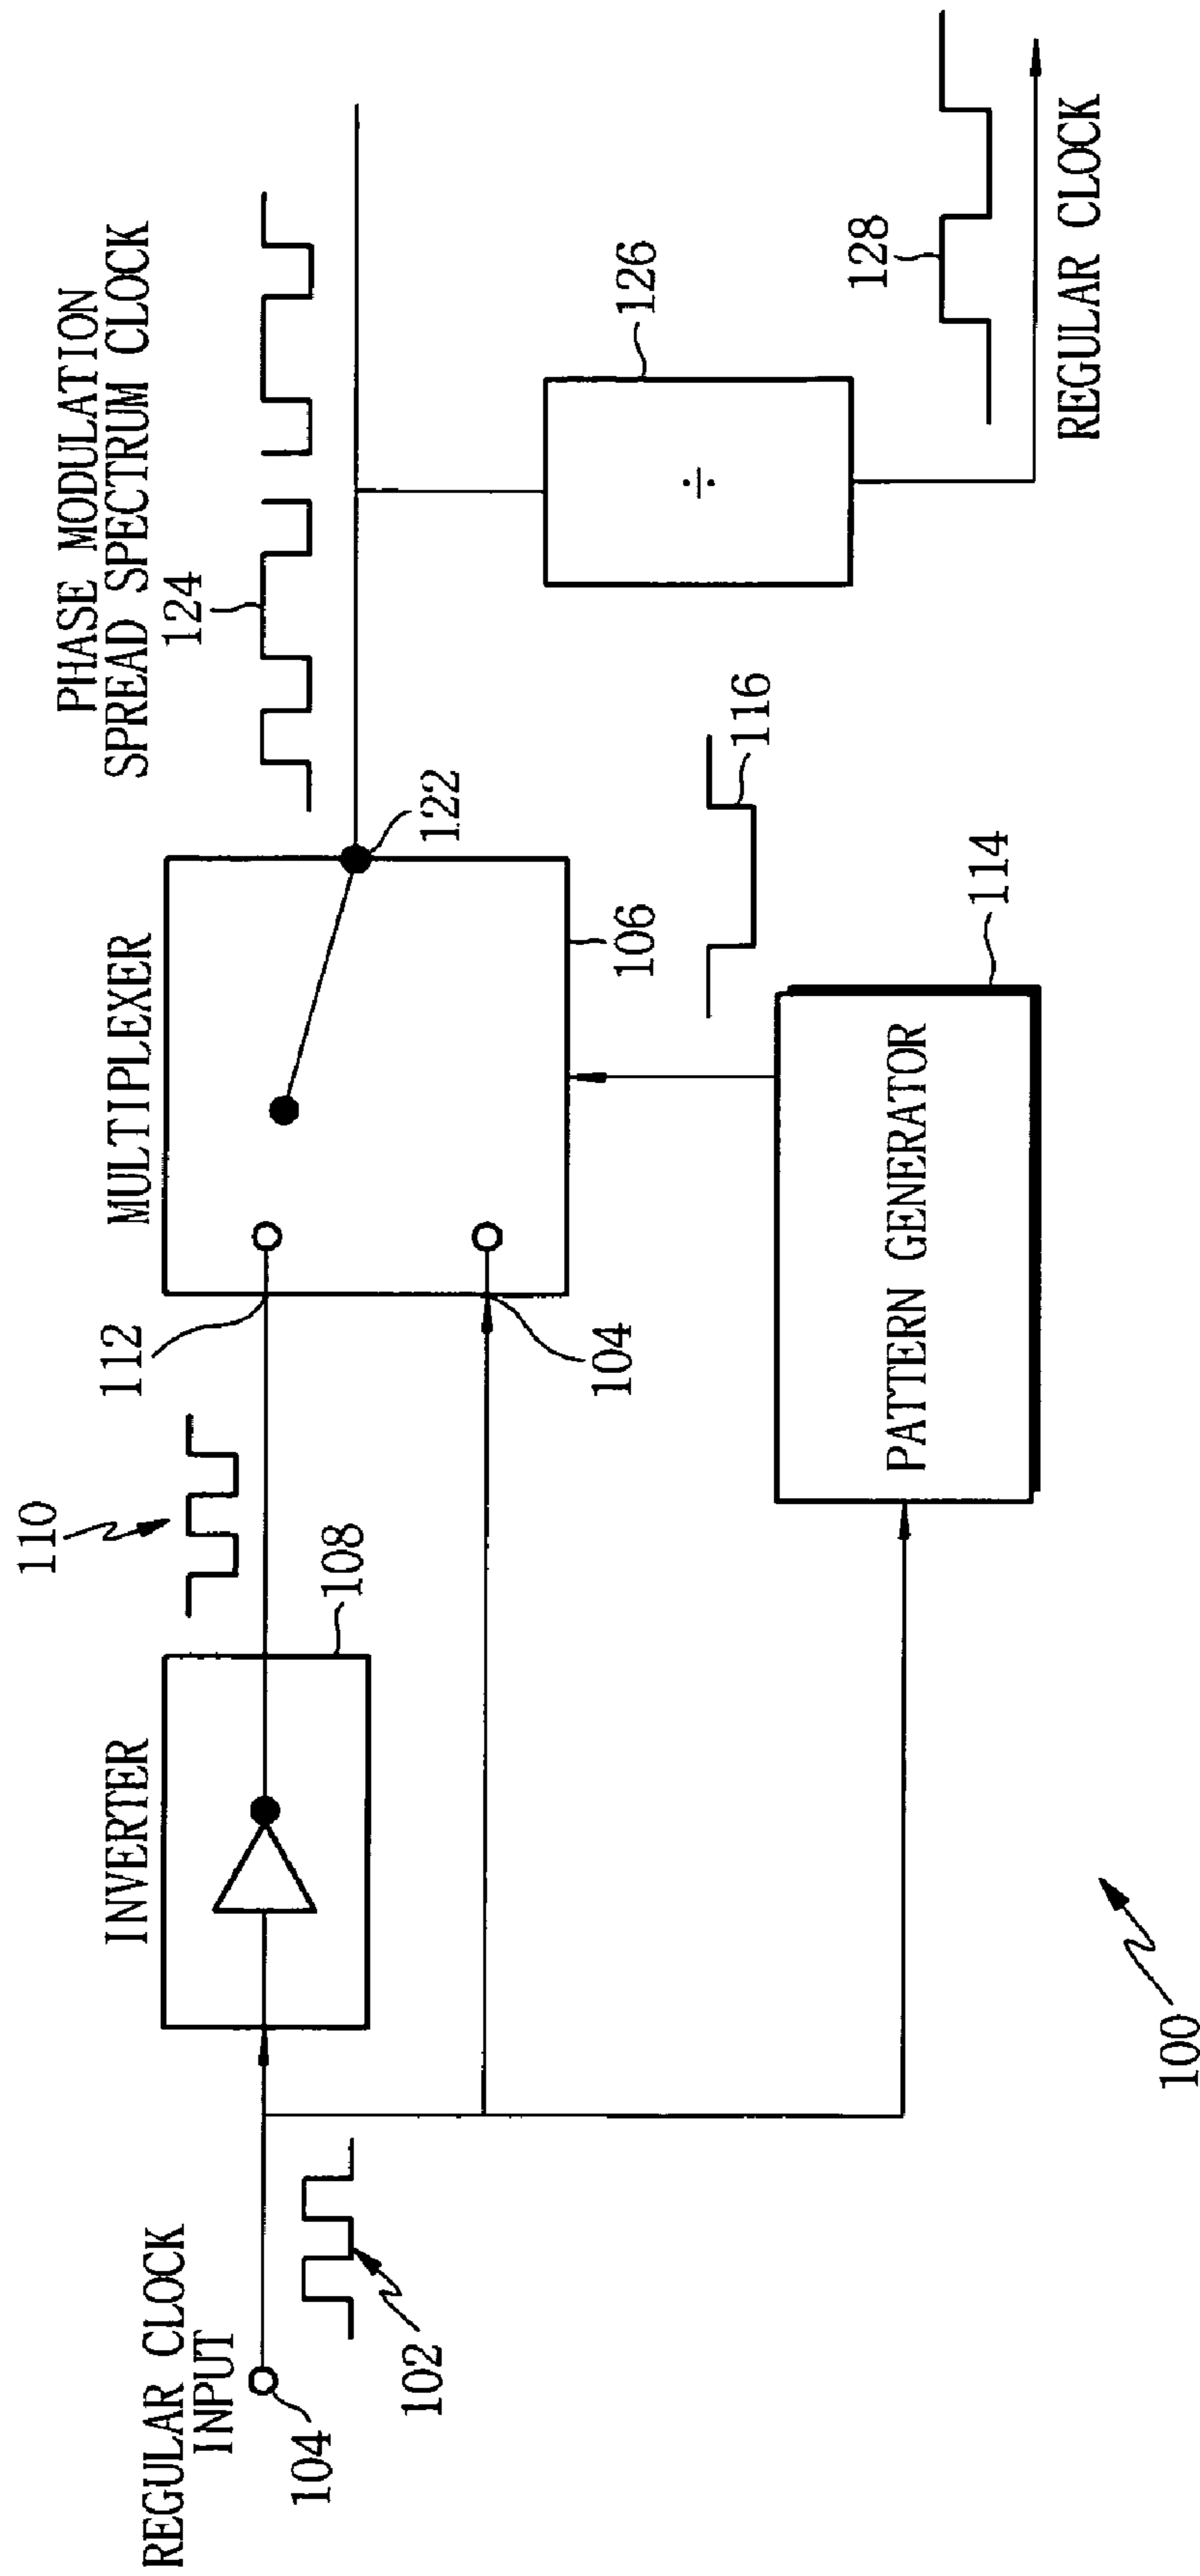 REGULAR CLOCK
INPUT
104
102
INVERTER
108
110
112
104
MULTIPLEXER
106
122
PATTERN GENERATOR
114
116
PHASE MODULATION
SPREAD SPECTRUM CLOCK
124
÷
126
128
REGULAR CLOCK
100